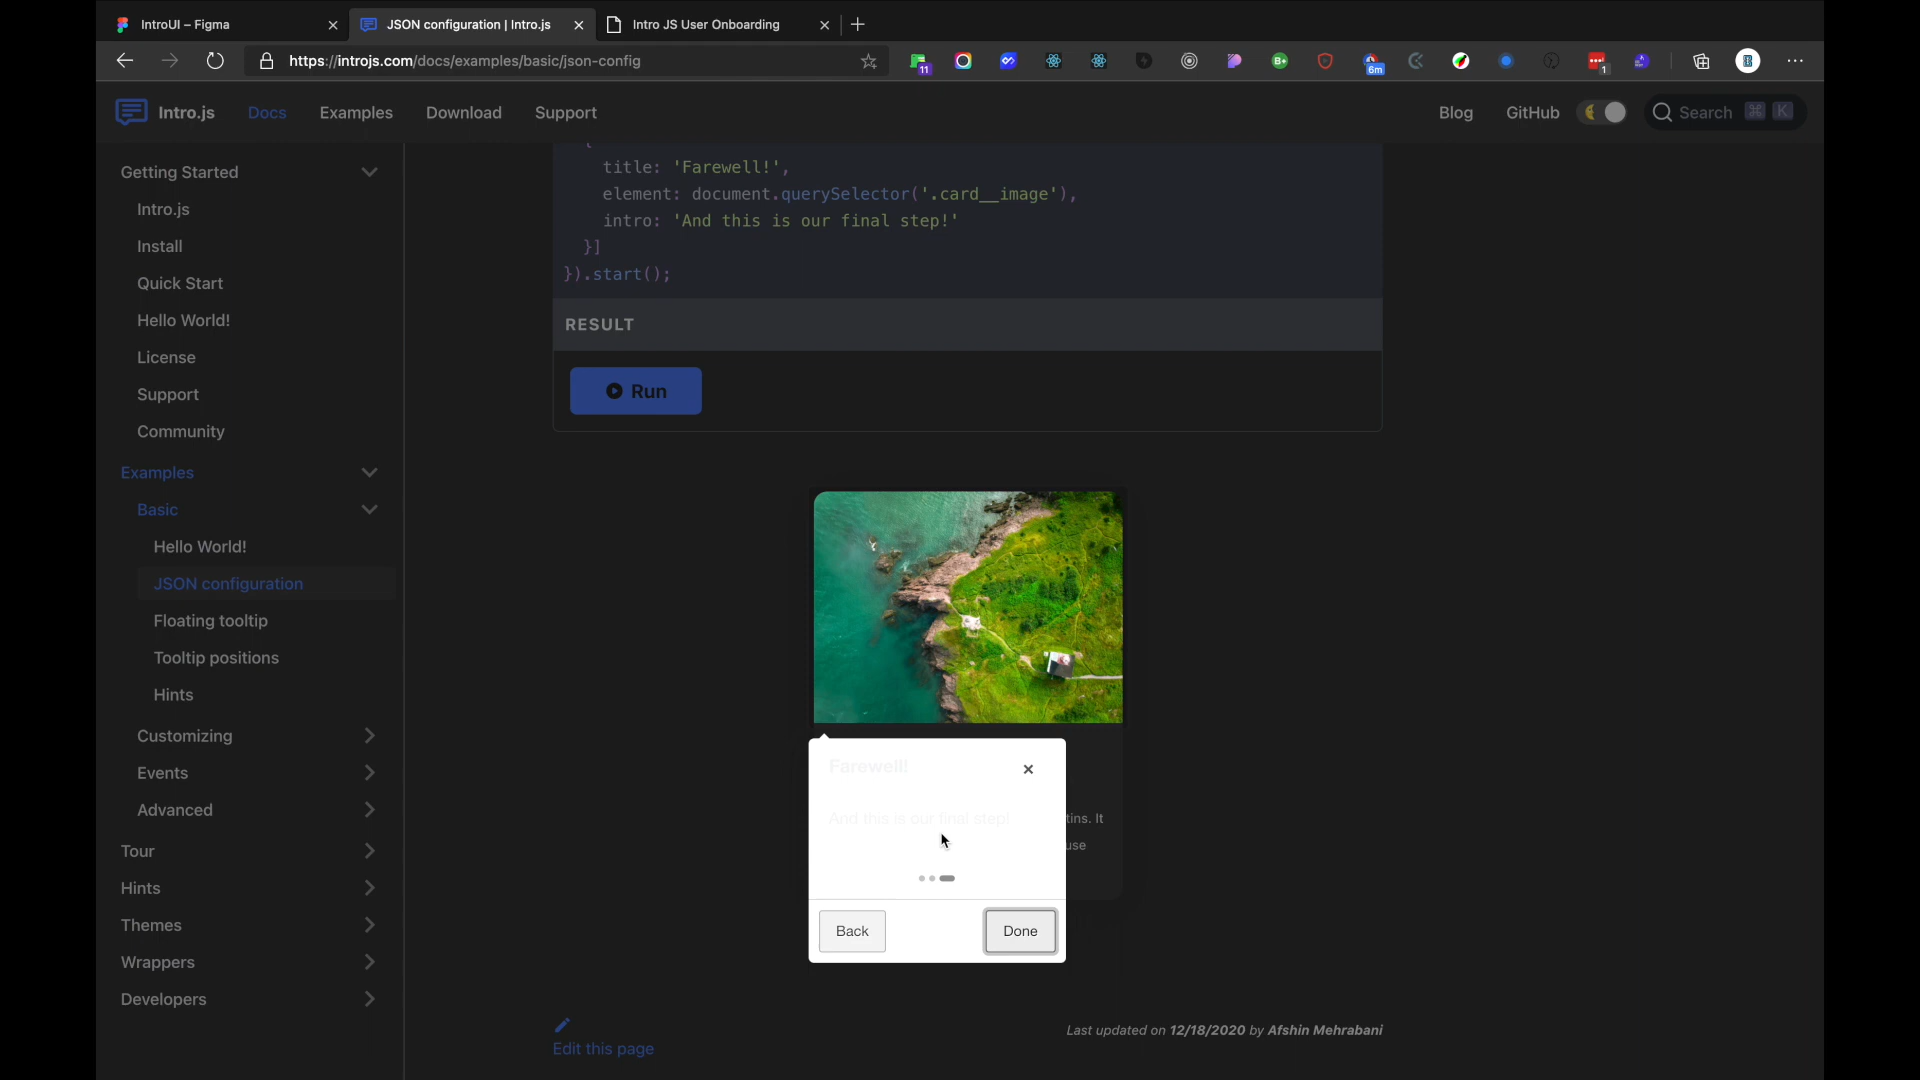 IntroUI – Figma
JSON configuration | Intro.js
Intro JS User Onboarding
https://introjs.com/docs/examples/basic/json-config
11
B+
6m
1
Intro.js
Docs
Examples
Download
Support
Blog
GitHub
Search
⌘ K
Getting Started
Intro.js
Install
Quick Start
Hello World!
License
Support
Community
Examples
Basic
Hello World!
JSON configuration
Floating tooltip
Tooltip positions
Hints
Customizing
Events
Advanced
Tour
Hints
Themes
Wrappers
Developers
title: 'Farewell!',
element: document.querySelector('.card__image'),
intro: 'And this is our final step!'
}]
}).start();
RESULT
Run
Farewell!
And this is our final step!
tins. It
use
Back
Done
Edit this page
Last updated on 12/18/2020 by Afshin Mehrabani